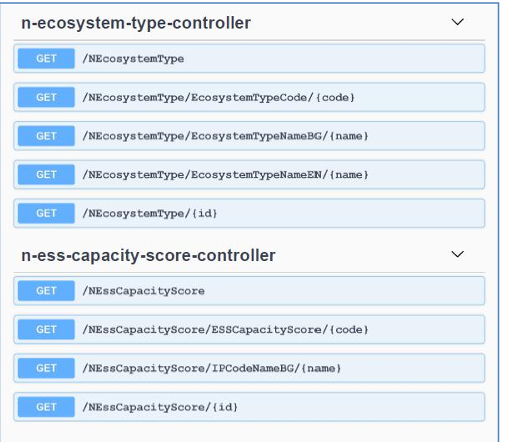 n-ecosystem-type-controller
GET /NEcosystemType
GET /NEcosystemType/EcosystemTypeCode/{code}
GET /NEcosystemType/EcosystemTypeNameBG/{name}
GET /NEcosystemType/EcosystemTypeNameEN/{name}
GET /NEcosystemType/{id}
n-ess-capacity-score-controller
GET /NEssCapacityScore
GET /NEssCapacityScore/ESSCapacityScore/{code}
GET /NEssCapacityScore/IPCodeNameBG/{name}
GET /NEssCapacityScore/{id}